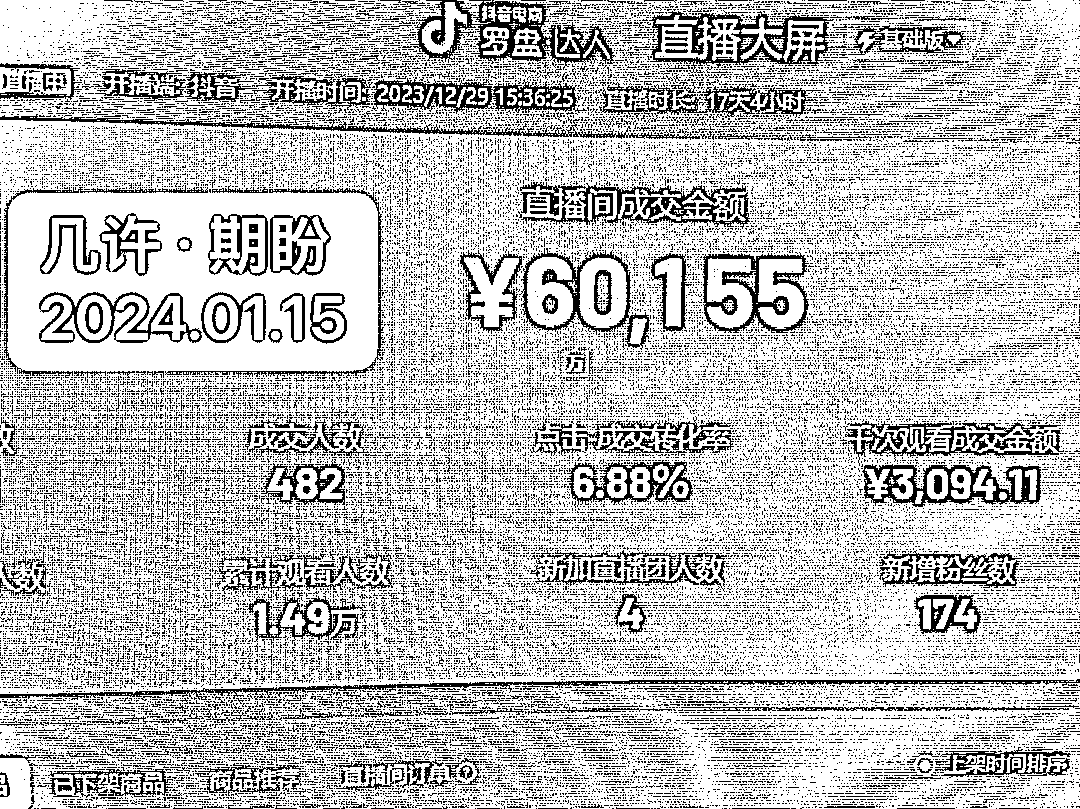 抖音电商
罗盘 达人 直播大屏 基础版
直播中 开播端: 抖音 开播时间: 2023/12/29 15:36:25 直播时长: 17天4小时
几许·期盼
2024.01.15
直播间成交金额
¥60,155
万
数 成交人数 点击-成交转化率 千次观看成交金额
482 6.88% ¥3,094.11
人数 累计观看人数 新加直播团人数 新增粉丝数
1.49万 4 174
品 已下架商品 商品推荐 直播间订单 上架时间排序